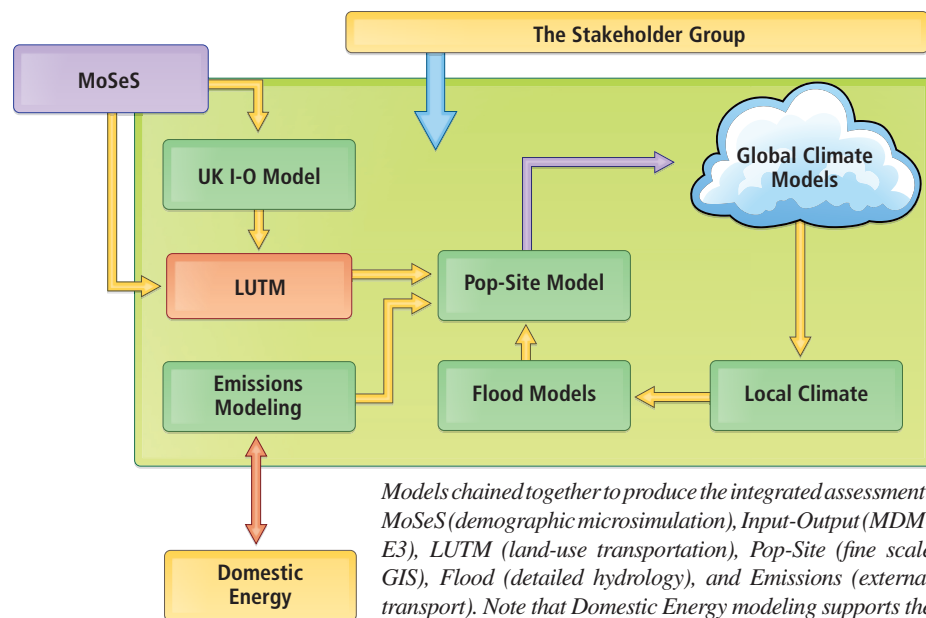 The Stakeholder Group
MoSeS
UK I-O Model
Global Climate
Models
LUTM
Pop-Site Model
Emissions
Modeling
Flood Models
Local Climate
Domestic
Energy
Models chained together to produce the integrated assessment
MoSeS (demographic microsimulation), Input-Output (MDM
E3), LUTM (land-use transportation), Pop-Site (fine scale
GIS), Flood (detailed hydrology), and Emissions (externa
transport). Note that Domestic Energy modeling supports the